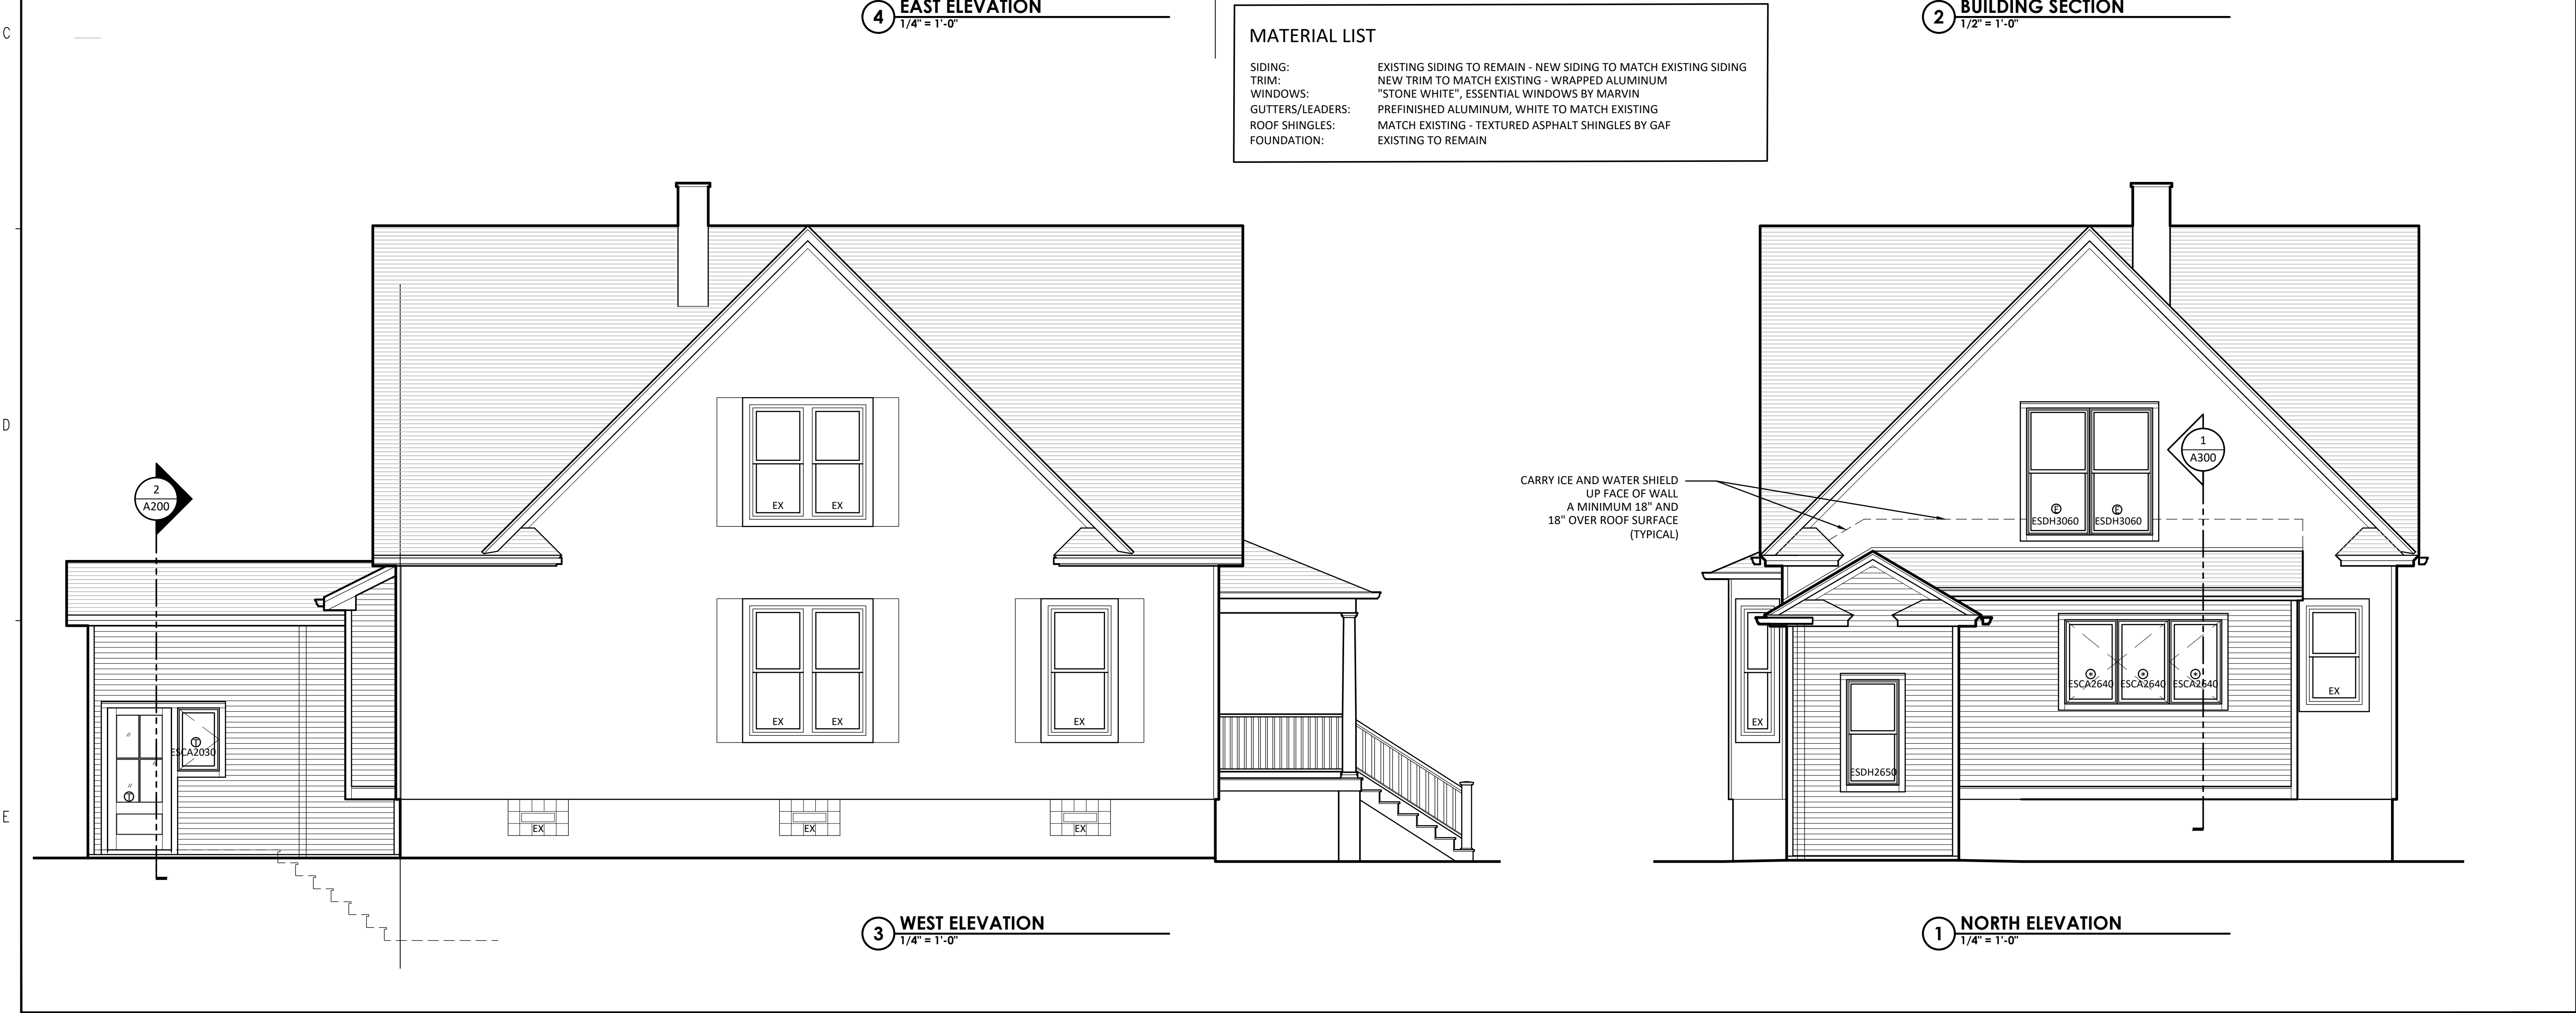 C
D
E
4 EAST ELEVATION
1/4" = 1'-0"
2 BUILDING SECTION
1/2" = 1'-0"
MATERIAL LIST
SIDING: EXISTING SIDING TO REMAIN - NEW SIDING TO MATCH EXISTING SIDING
TRIM: NEW TRIM TO MATCH EXISTING - WRAPPED ALUMINUM
WINDOWS: "STONE WHITE", ESSENTIAL WINDOWS BY MARVIN
GUTTERS/LEADERS: PREFINISHED ALUMINUM, WHITE TO MATCH EXISTING
ROOF SHINGLES: MATCH EXISTING - TEXTURED ASPHALT SHINGLES BY GAF
FOUNDATION: EXISTING TO REMAIN
2
A200
EX EX
EX EX
EX
T
ESCA2030
T
EX
EX
EX
3 WEST ELEVATION
1/4" = 1'-0"
CARRY ICE AND WATER SHIELD
UP FACE OF WALL
A MINIMUM 18" AND
18" OVER ROOF SURFACE
(TYPICAL)
1
A300
E E
ESDH3060 ESDH3060
ESCA2640 ESCA2640 ESCA2640
EX
EX
ESDH2650
1 NORTH ELEVATION
1/4" = 1'-0"